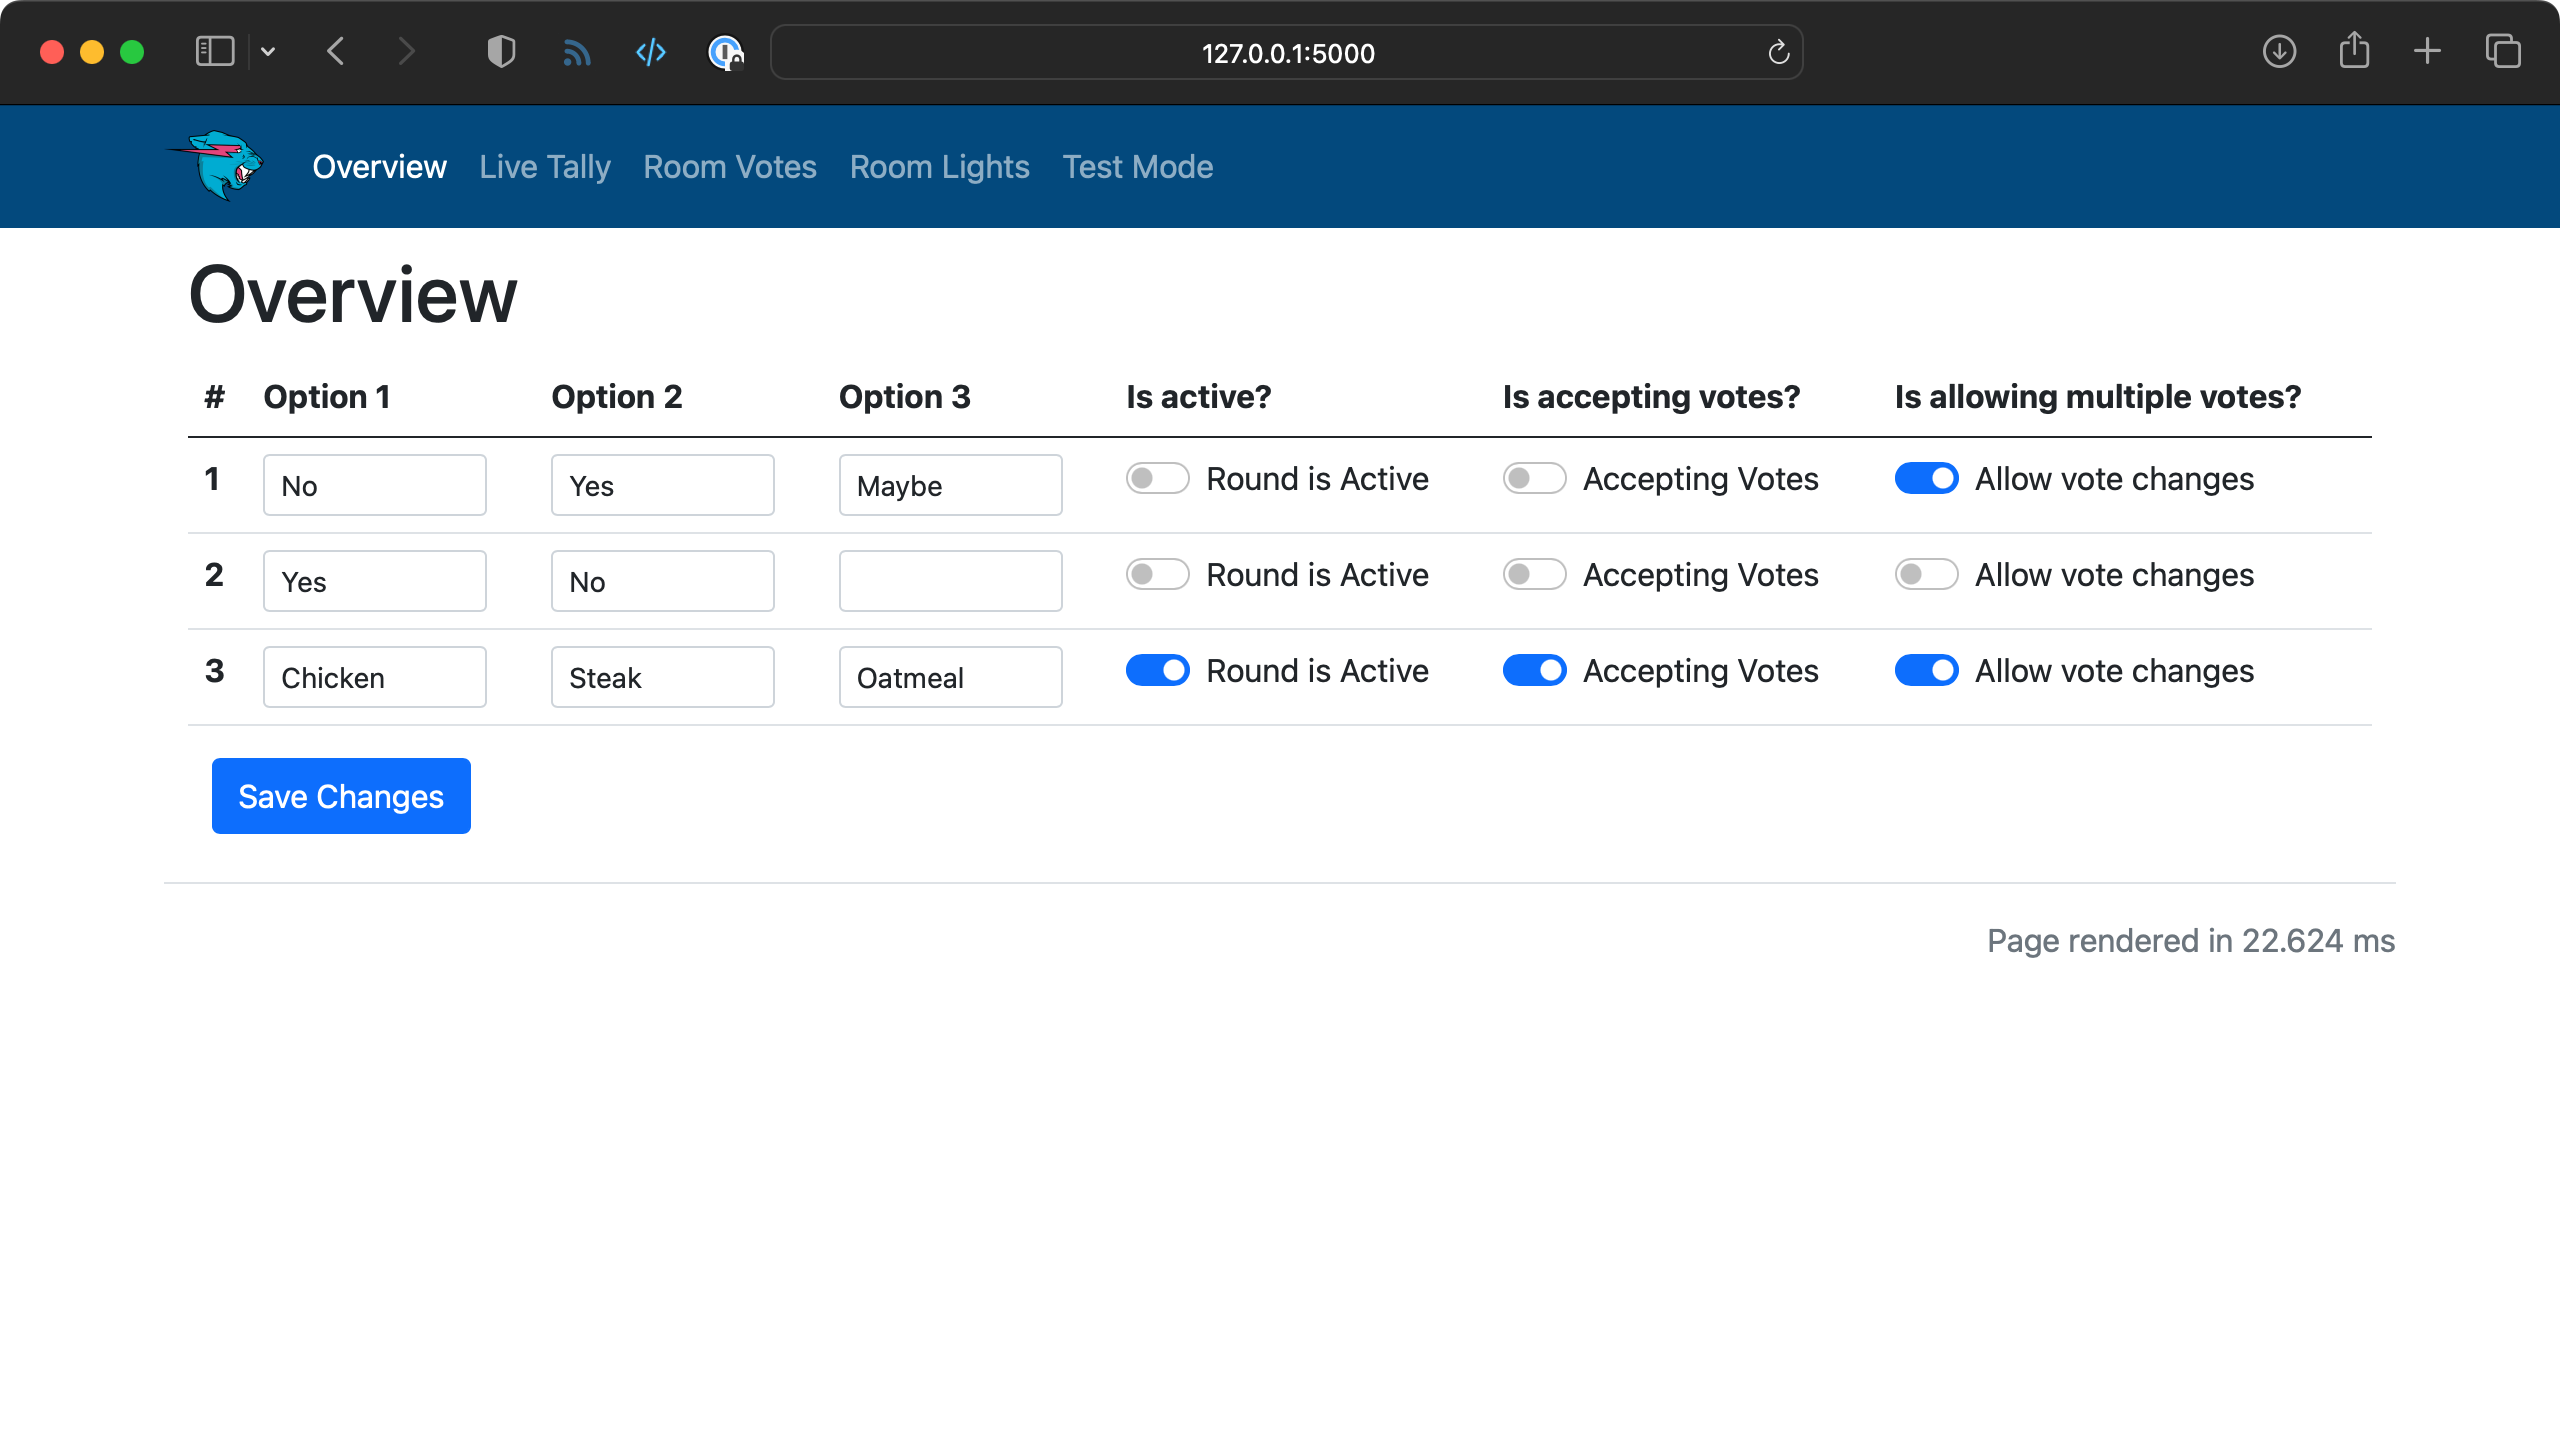 127.0.0.1:5000
Overview Live Tally Room Votes Room Lights Test Mode
Overview
# Option 1 Option 2 Option 3 Is active? Is accepting votes? Is allowing multiple votes?
1 No Yes Maybe Round is Active Accepting Votes Allow vote changes
2 Yes No Round is Active Accepting Votes Allow vote changes
3 Chicken Steak Oatmeal Round is Active Accepting Votes Allow vote changes
Save Changes
Page rendered in 22.624 ms